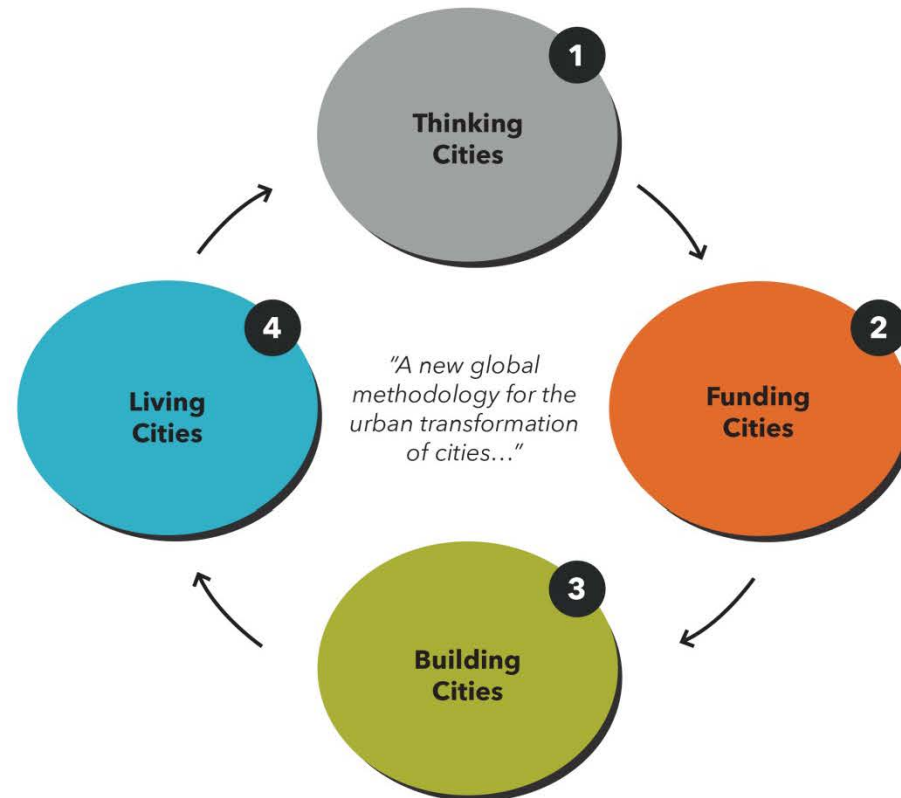 1
Thinking
Cities
2
Funding
Cities
3
Building
Cities
4
Living
Cities
"A new global
methodology for the
urban transformation
of cities…"